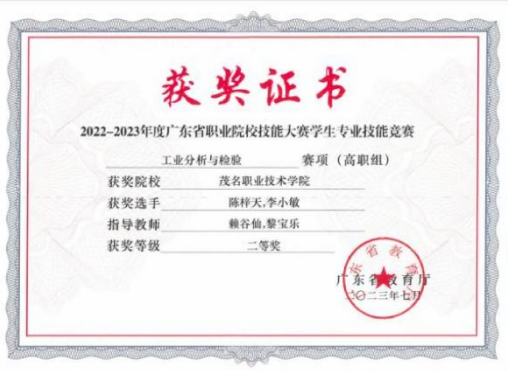 获奖证书
2022-2023年度广东省职业院校技能大赛学生专业技能竞赛
工业分析与检验 赛项（高职组）
获奖院校 茂名职业技术学院
获奖选手 陈梓天,李小敏
指导教师 赖谷仙,黎宝乐
获奖等级 二等奖
广东省教育厅
二〇二三年七月